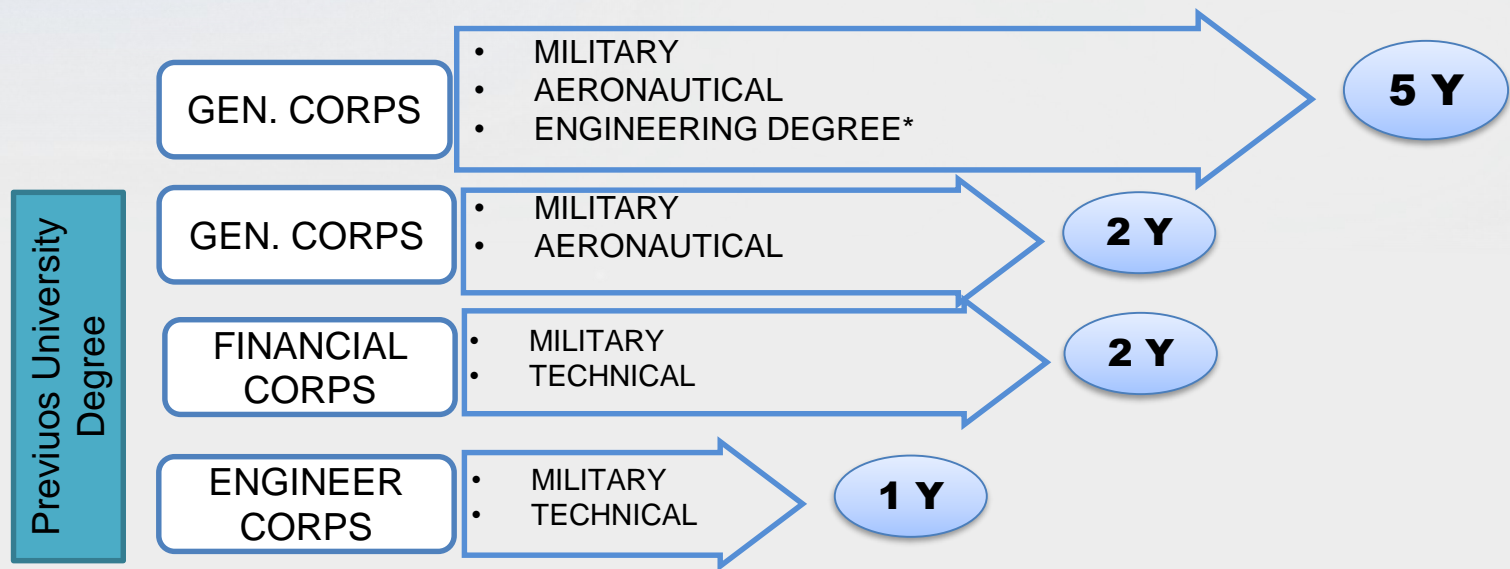 GEN. CORPS
• MILITARY
• AERONAUTICAL
• ENGINEERING DEGREE*
5 Y
Previuos University
Degree
GEN. CORPS
• MILITARY
• AERONAUTICAL
2 Y
FINANCIAL
CORPS
• MILITARY
• TECHNICAL
2 Y
ENGINEER
CORPS
• MILITARY
• TECHNICAL
1 Y